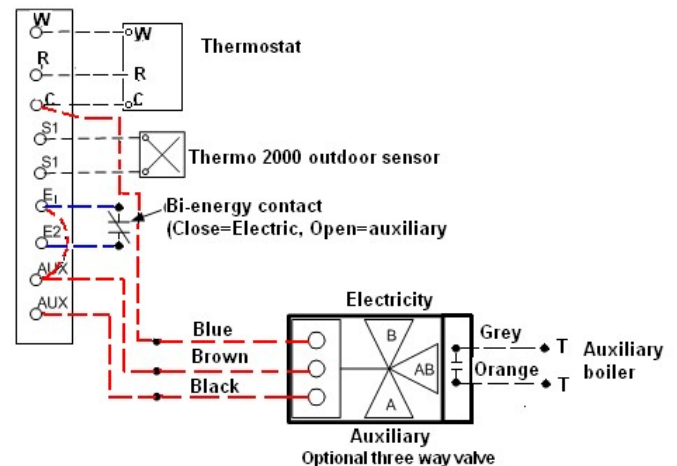 W
W
Thermostat
R
R
C
C
S1
S1
Thermo 2000 outdoor sensor
E1
Bi-energy contact
(Close=Electric, Open=auxiliary
E2
AUX
AUX
Electricity
Blue
Brown
Black
B
AB
A
Grey
Orange
T
T
Auxiliary
boiler
Auxiliary
Optional three way valve